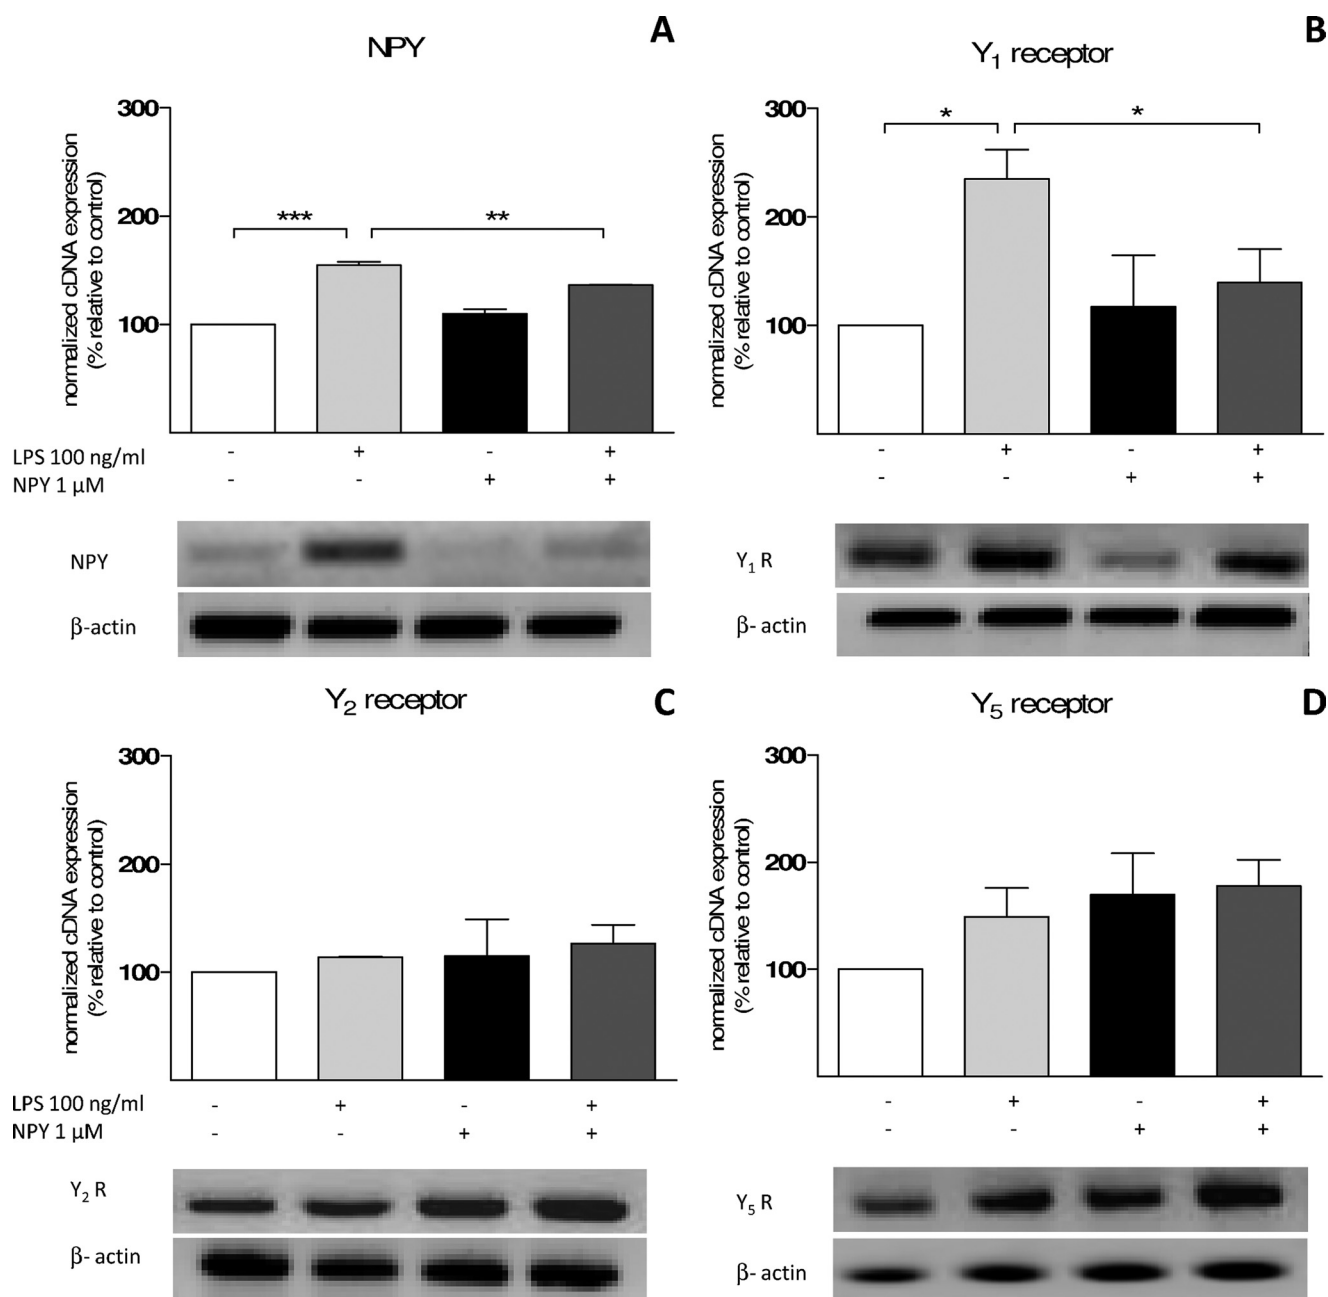 NPY
A
normalized cDNA expression
(% relative to control)
300
200
100
***
**
LPS 100 ng/ml
- + - +
NPY 1 µM
- - + +
NPY
β-actin
Y₁ receptor
B
normalized cDNA expression
(% relative to control)
300
200
100
*
*
- + - +
- - + +
Y₁ R
β- actin
Y₂ receptor
C
normalized cDNA expression
(% relative to control)
300
200
100
LPS 100 ng/ml
- + - +
NPY 1 µM
- - + +
Y₂ R
β- actin
Y₅ receptor
D
normalized cDNA expression
(% relative to control)
300
200
100
- + - +
- - + +
Y₅ R
β- actin